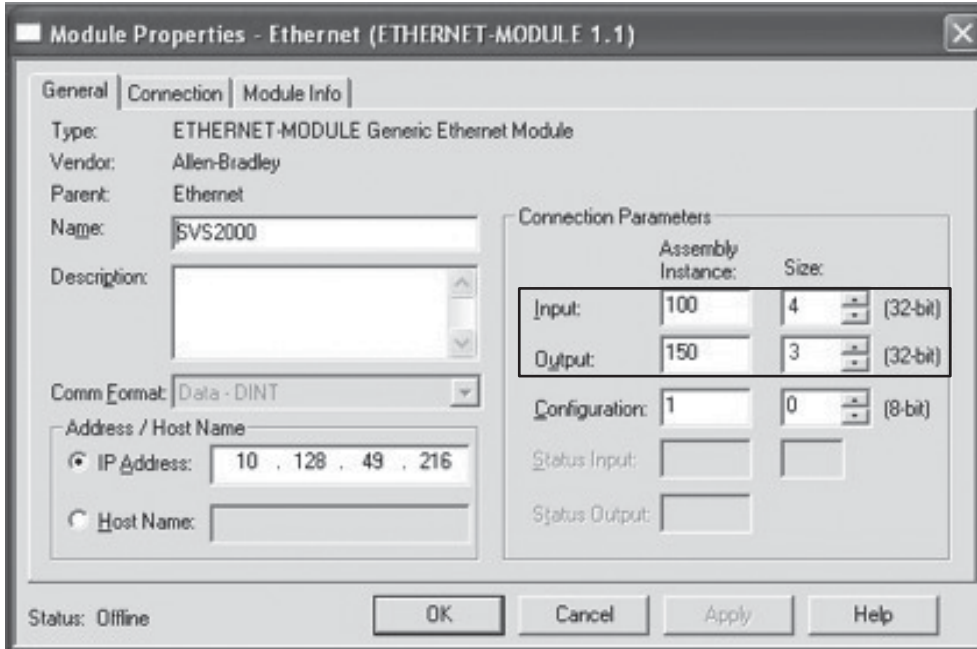 Module Properties - Ethernet (ETHERNET-MODULE 1.1)
General Connection Module Info
Type: ETHERNET-MODULE Generic Ethernet Module
Vendor: Allen-Bradley
Parent: Ethernet
Name: SVS2000
Description:
Comm Format: Data - DINT
Address / Host Name
IP Address: 10 . 128 . 49 . 216
Host Name:
Connection Parameters
Assembly
Instance: Size:
Input: 100 4 (32-bit)
Output: 150 3 (32-bit)
Configuration: 1 0 (8-bit)
Status Input:
Status Output:
Status: Offline
OK Cancel Apply Help